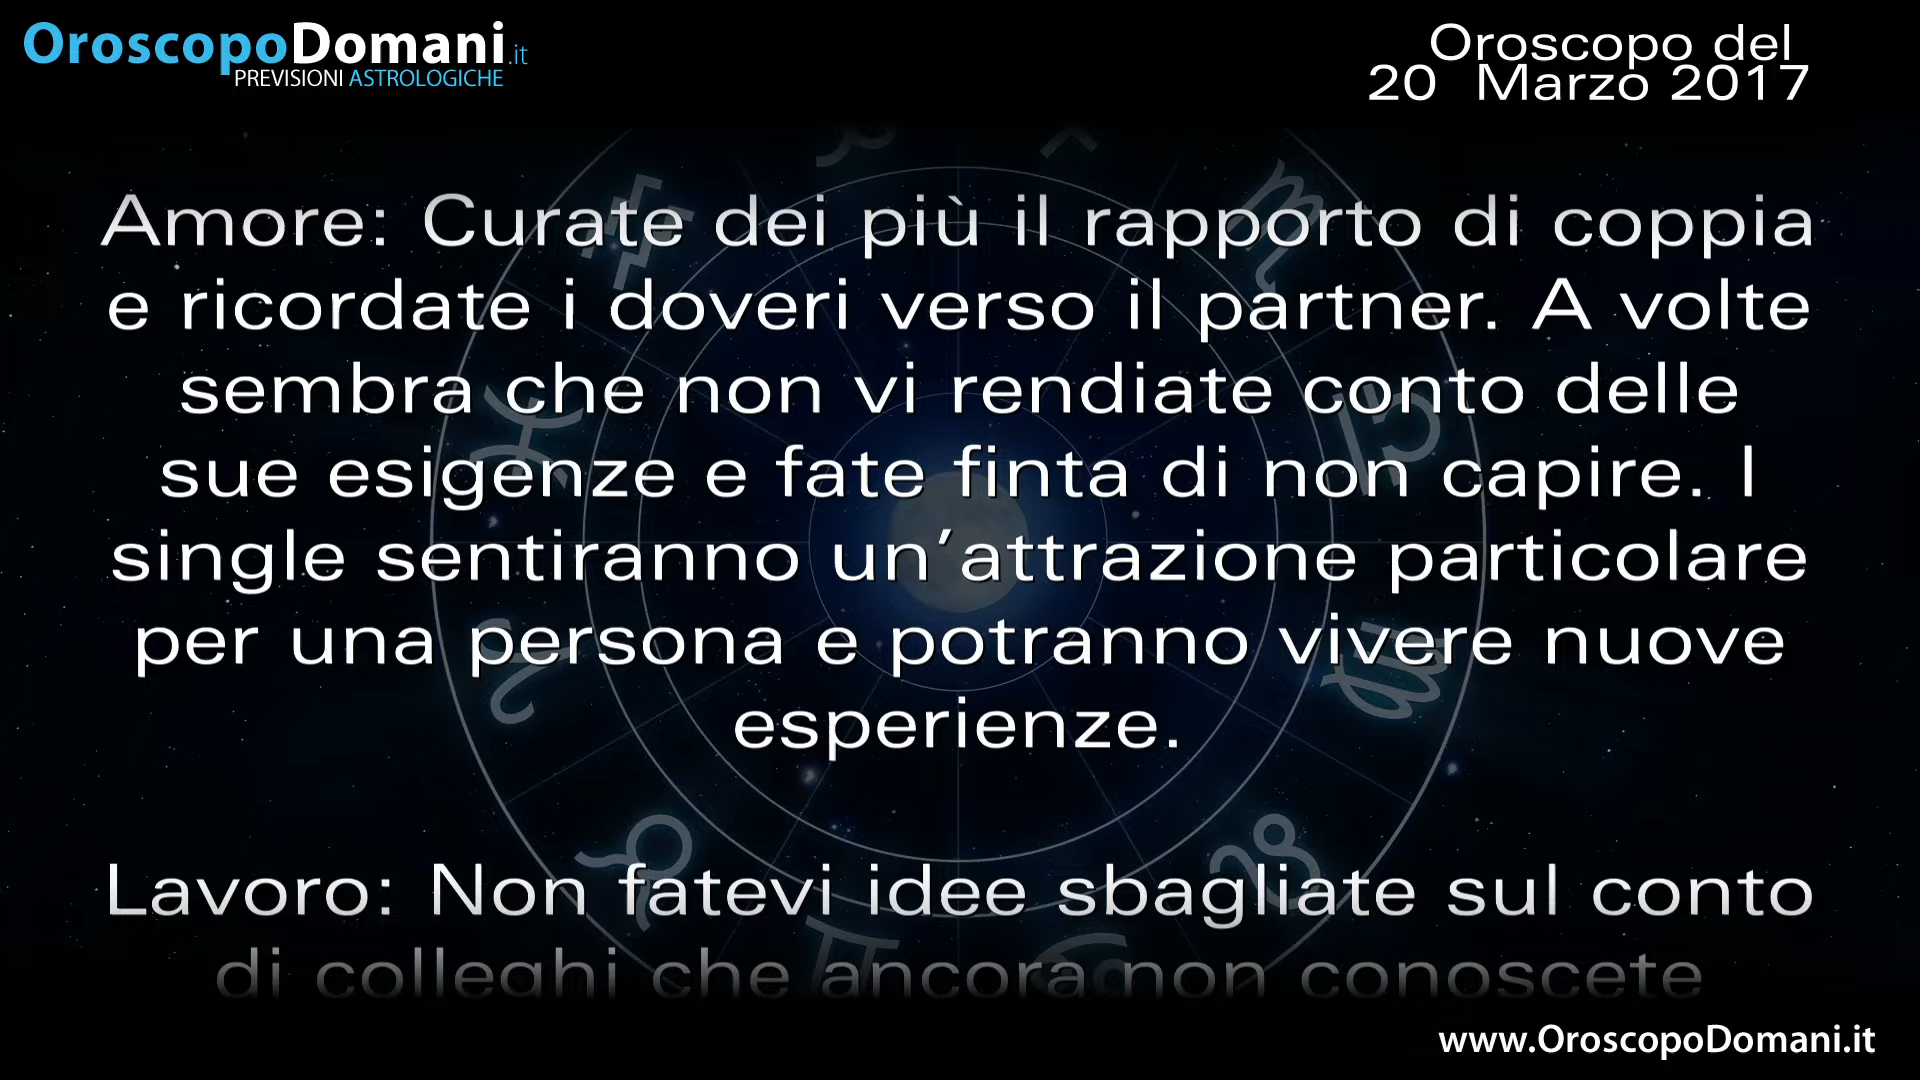 OroscopoDomani.it
PREVISIONI ASTROLOGICHE
Oroscopo del
20 Marzo 2017
Amore: Curate dei più il rapporto di coppia
e ricordate i doveri verso il partner. A volte
sembra che non vi rendiate conto delle
sue esigenze e fate finta di non capire. I
single sentiranno un’attrazione particolare
per una persona e potranno vivere nuove
esperienze.
Lavoro: Non fatevi idee sbagliate sul conto
di colleghi che ancora non conoscete
www.OroscopoDomani.it